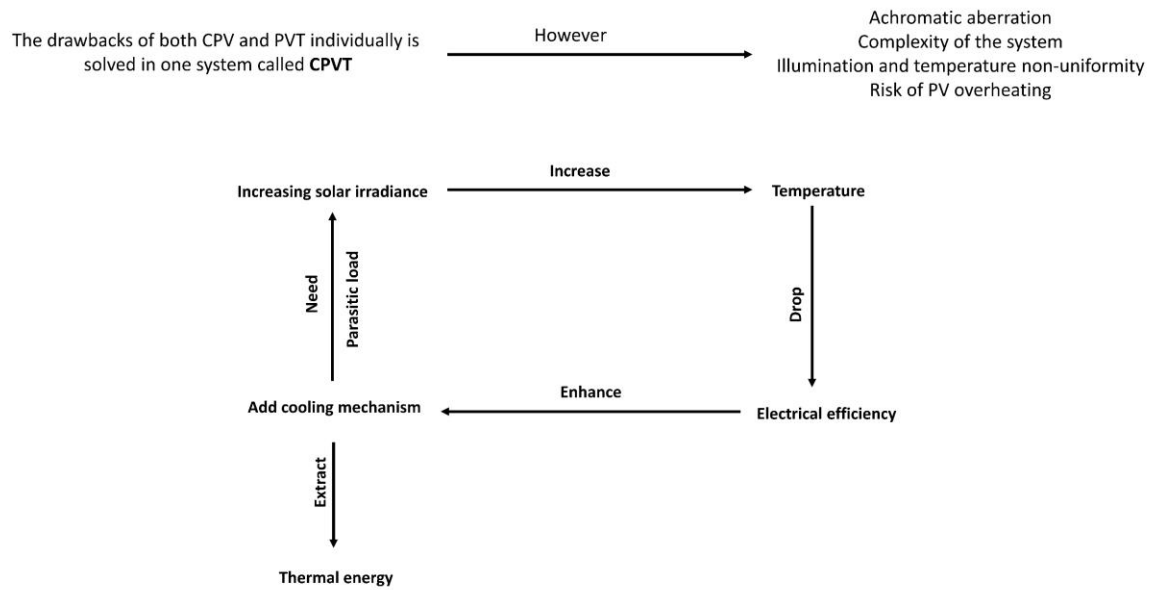 The drawbacks of both CPV and PVT individually is
solved in one system called CPVT
However
Achromatic aberration
Complexity of the system
Illumination and temperature non-uniformity
Risk of PV overheating
Increasing solar irradiance
Increase
Temperature
Need
Parasitic load
Drop
Add cooling mechanism
Enhance
Electrical efficiency
Extract
Thermal energy